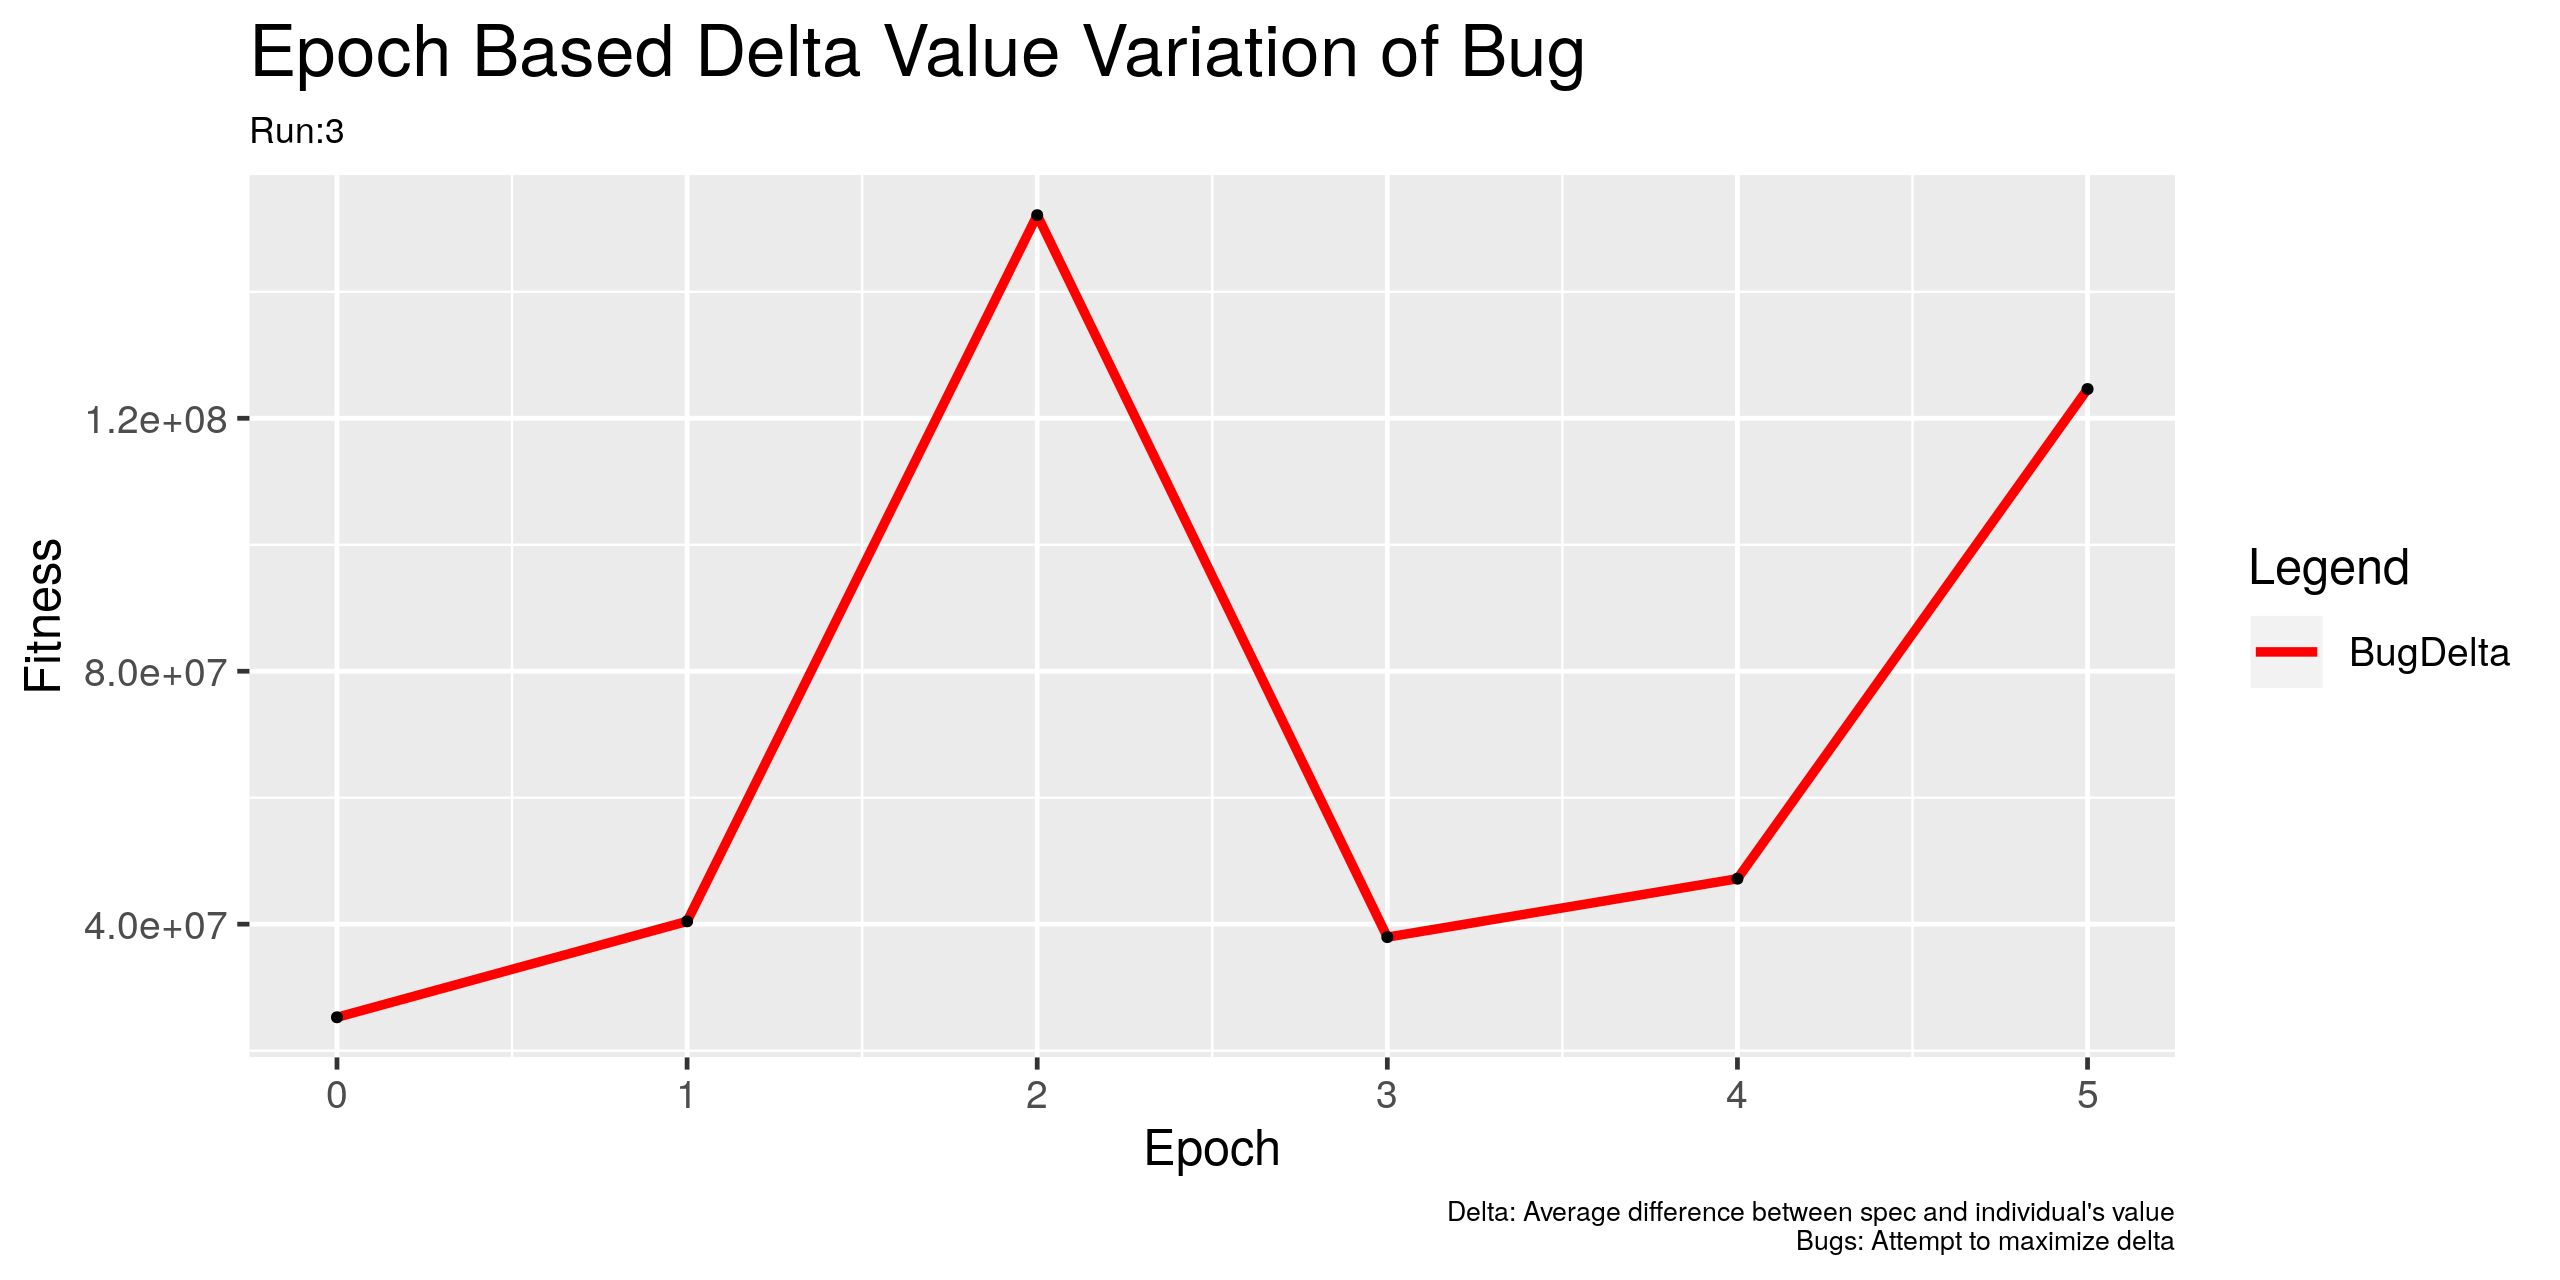 Epoch Based Delta Value Variation of Bug
Run:3
Fitness
1.2e+08
8.0e+07
4.0e+07
0 1 2 3 4 5
Epoch
Legend
BugDelta
Delta: Average difference between spec and individual's value
Bugs: Attempt to maximize delta